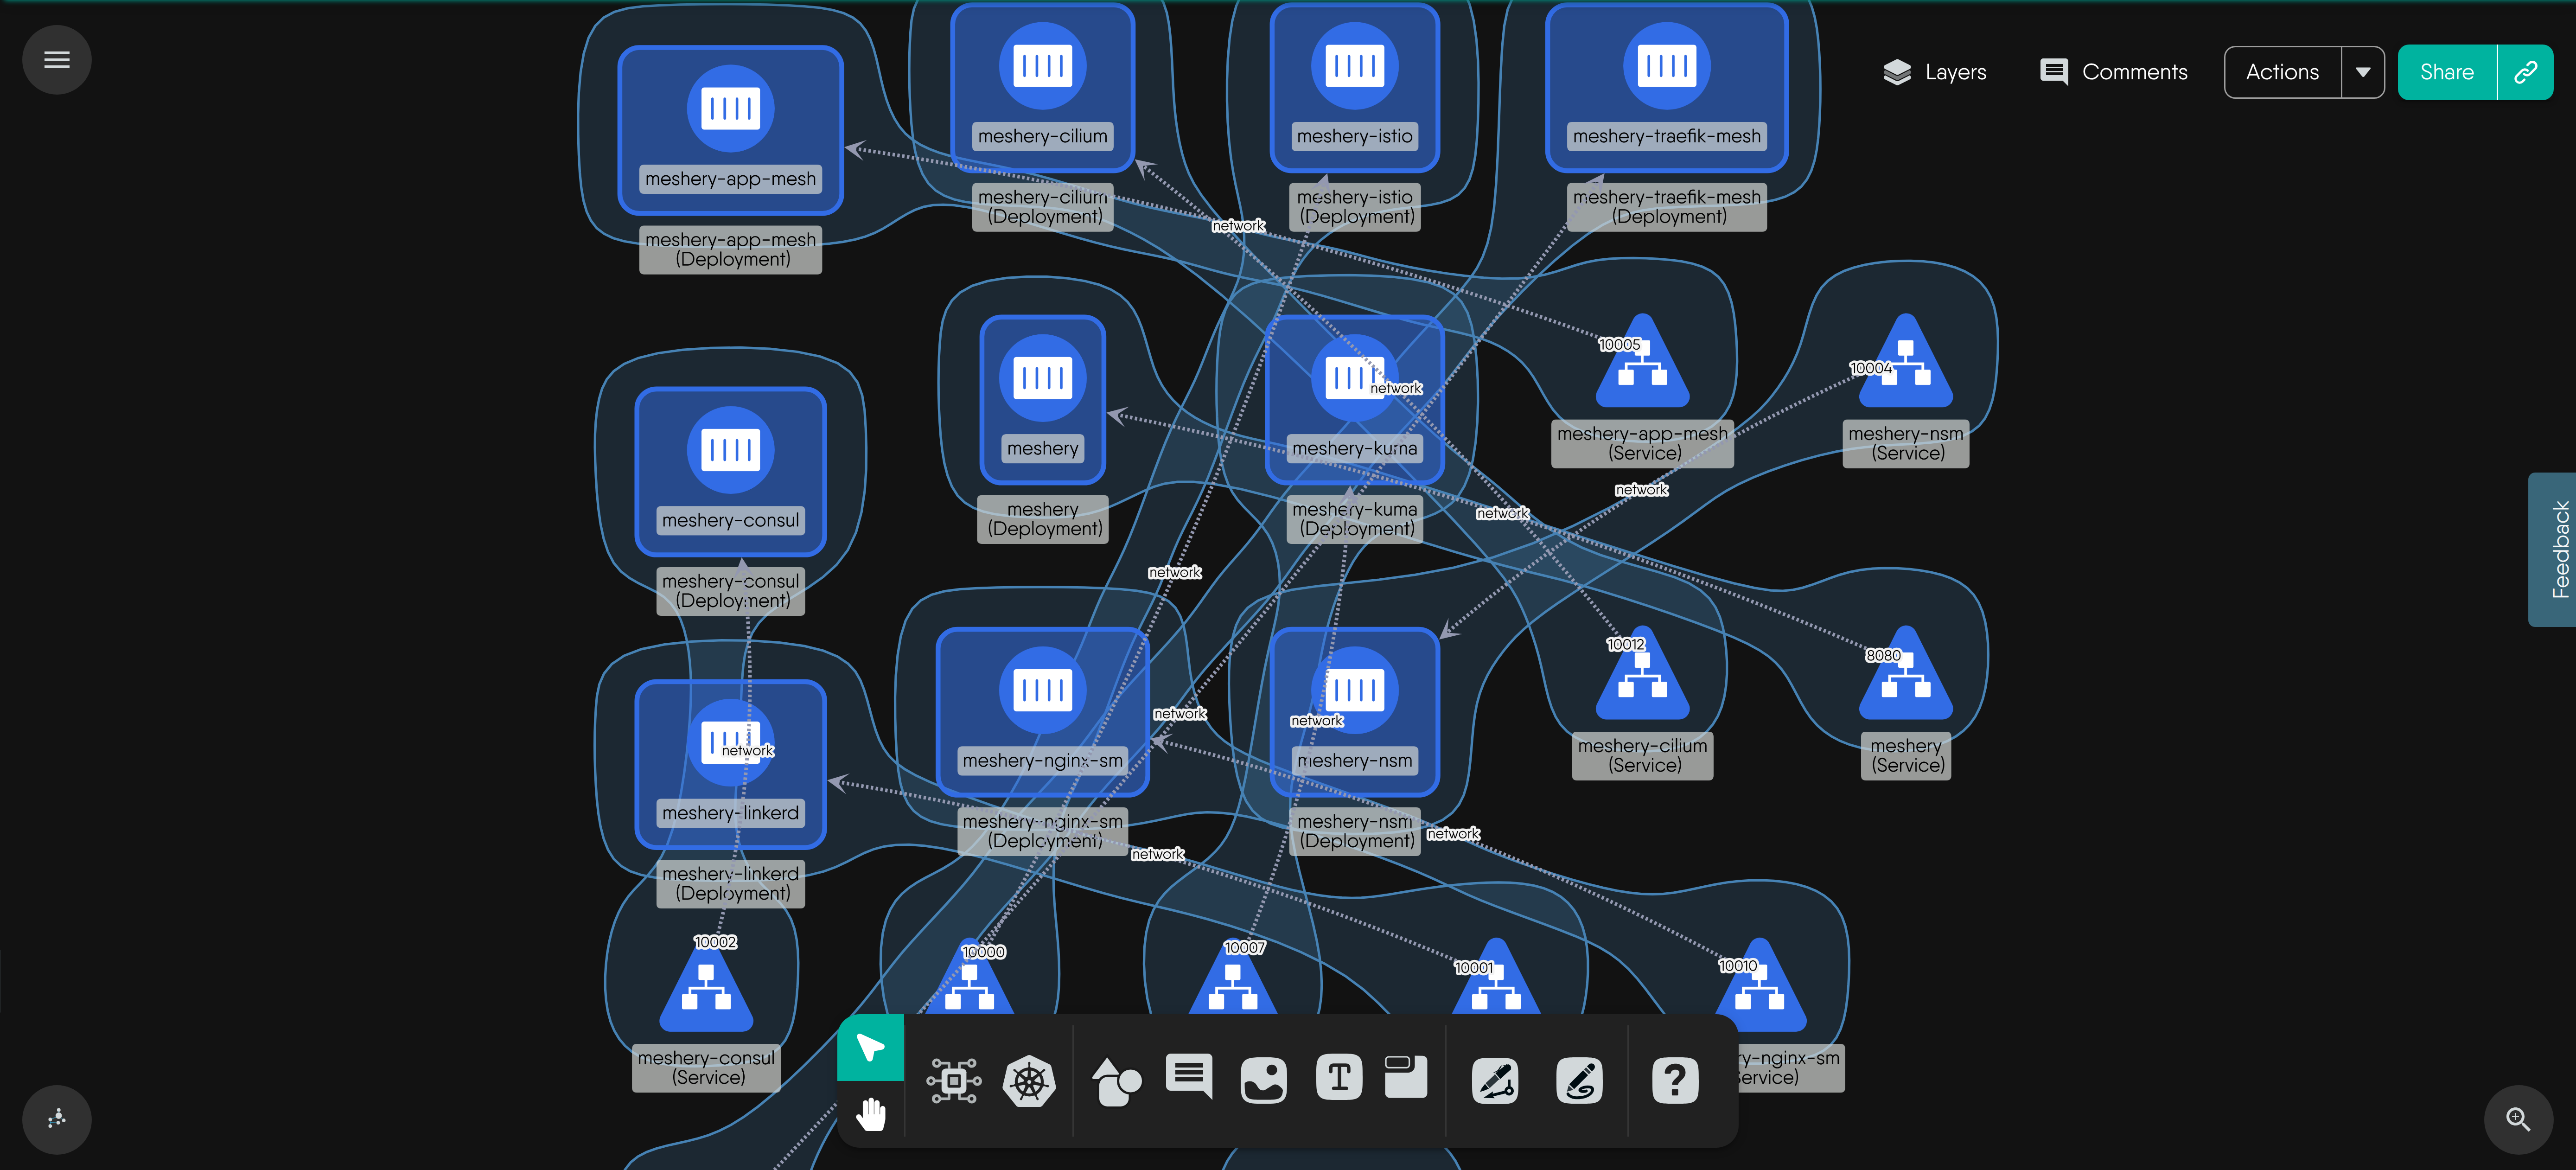 Layers
Comments
Actions
Share
meshery-app-mesh
meshery-app-mesh
(Deployment)
meshery-cilium
meshery-cilium
(Deployment)
meshery-istio
meshery-istio
(Deployment)
meshery-traefik-mesh
meshery-traefik-mesh
(Deployment)
network
meshery-consul
meshery-consul
(Deployment)
meshery
meshery
(Deployment)
meshery-kuma
meshery-kuma
(Deployment)
network
10005
meshery-app-mesh
(Service)
10004
meshery-nsm
(Service)
network
network
network
Feedback
meshery-linkerd
meshery-linkerd
(Deployment)
network
meshery-nginx-sm
meshery-nginx-sm
(Deployment)
network
meshery-nsm
meshery-nsm
(Deployment)
network
10012
meshery-cilium
(Service)
8080
meshery
(Service)
network
network
10002
meshery-consul
(Service)
10000
10007
10001
10010
ry-nginx-sm
ervice)